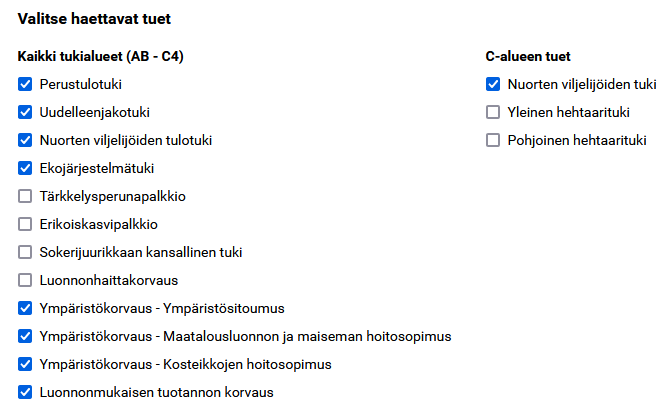 Valitse haettavat tuet
Kaikki tukialueet (AB - C4)
Perustulotuki
Uudelleenjakotuki
Nuorten viljelijöiden tulotuki
Ekojärjestelmätuki
Tärkkelysperunapalkkio
Erikoiskasvipalkkio
Sokerijuurikkaan kansallinen tuki
Luonnonhaittakorvaus
Ympäristökorvaus - Ympäristösitoumus
Ympäristökorvaus - Maatalousluonnon ja maiseman hoitosopimus
Ympäristökorvaus - Kosteikkojen hoitosopimus
Luonnonmukaisen tuotannon korvaus
C-alueen tuet
Nuorten viljelijöiden tuki
Yleinen hehtaarituki
Pohjoinen hehtaarituki